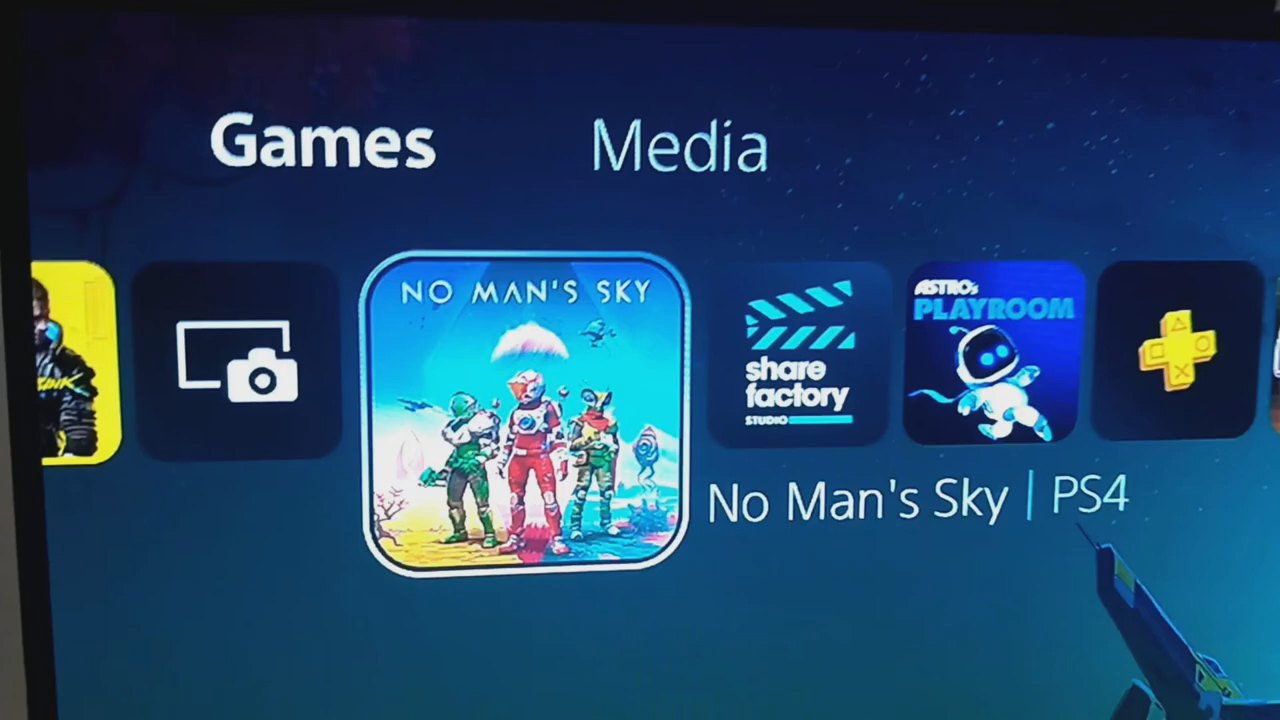 Games
Media
NO MAN'S SKY
share
factory
STUDIO
ASTRO's
PLAYROOM
No Man's Sky | PS4